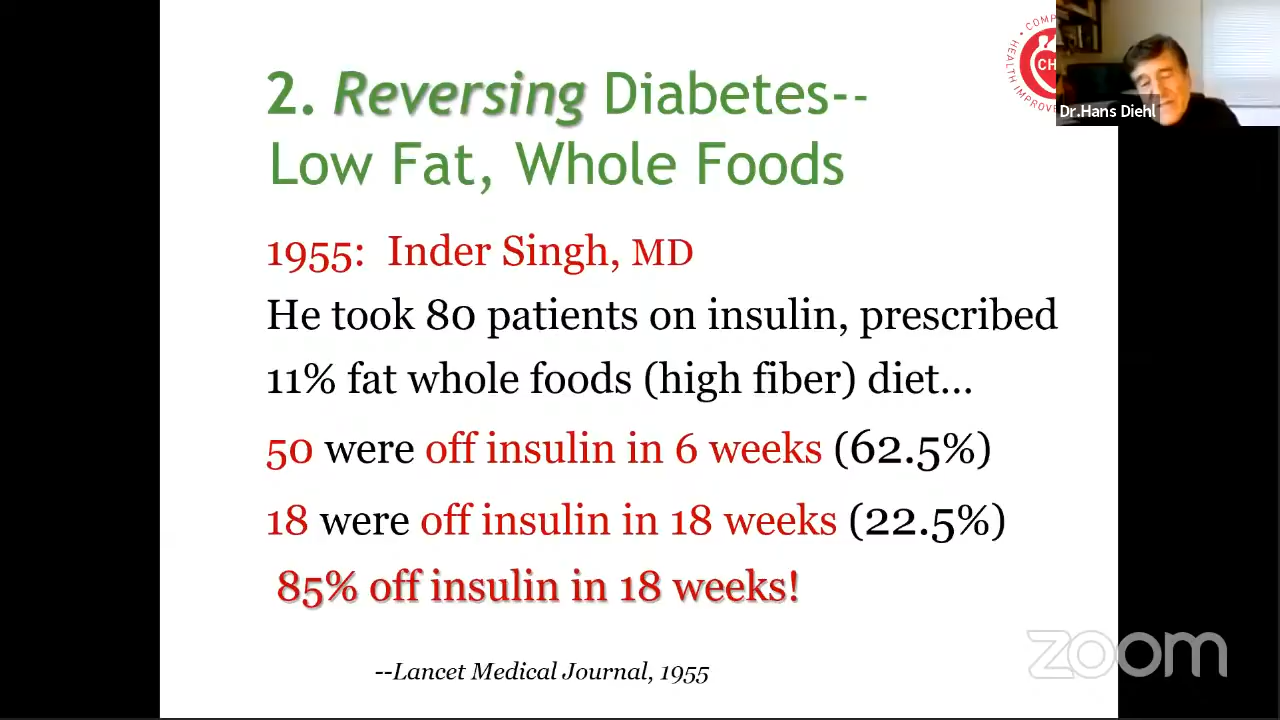 2. Reversing Diabetes--
Low Fat, Whole Foods
1955: Inder Singh, MD
He took 80 patients on insulin, prescribed
11% fat whole foods (high fiber) diet...
50 were off insulin in 6 weeks (62.5%)
18 were off insulin in 18 weeks (22.5%)
85% off insulin in 18 weeks!
--Lancet Medical Journal, 1955
Dr.Hans Diehl
zoom